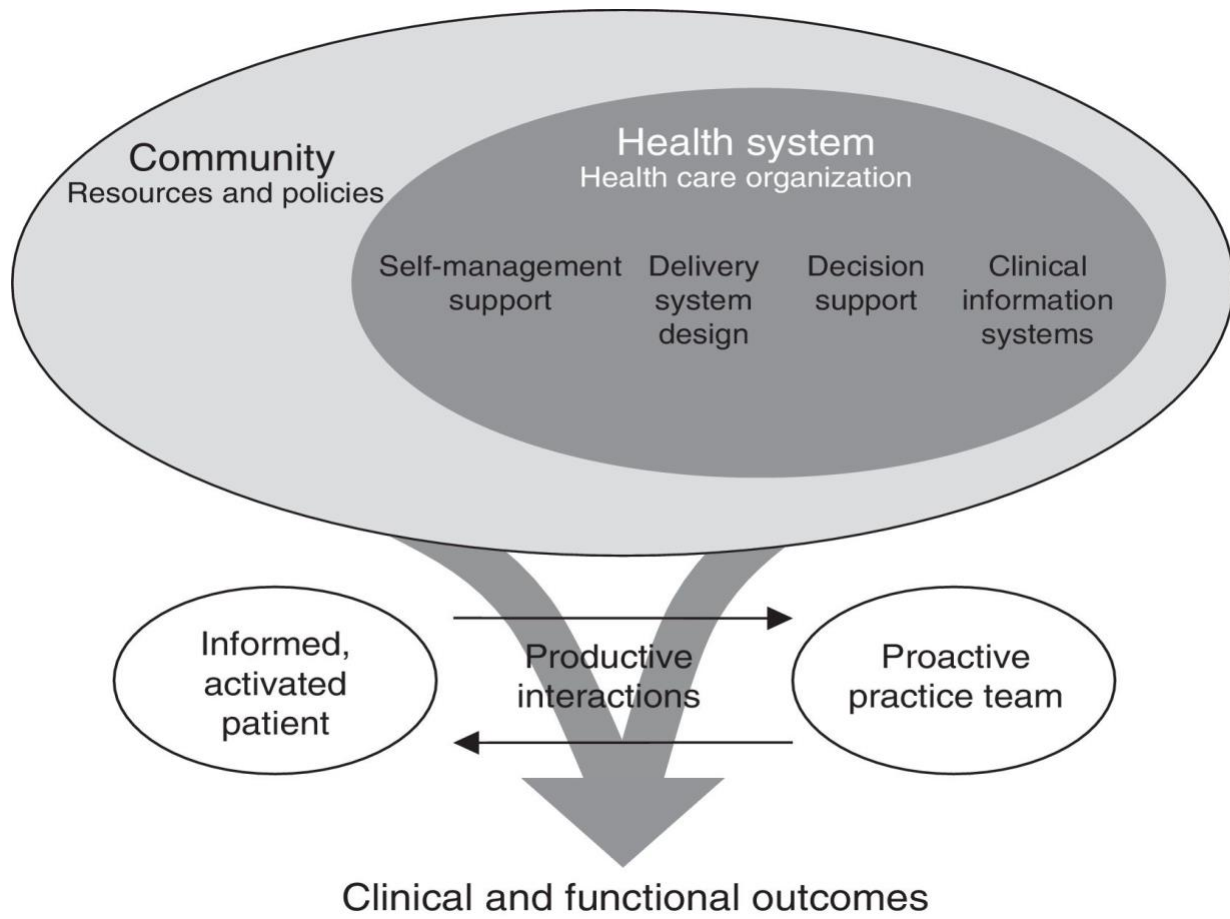 Community
Resources and policies
Health system
Health care organization
Self-management
support
Delivery
system
design
Decision
support
Clinical
information
systems
Informed,
activated
patient
Productive
interactions
Proactive
practice team
Clinical and functional outcomes